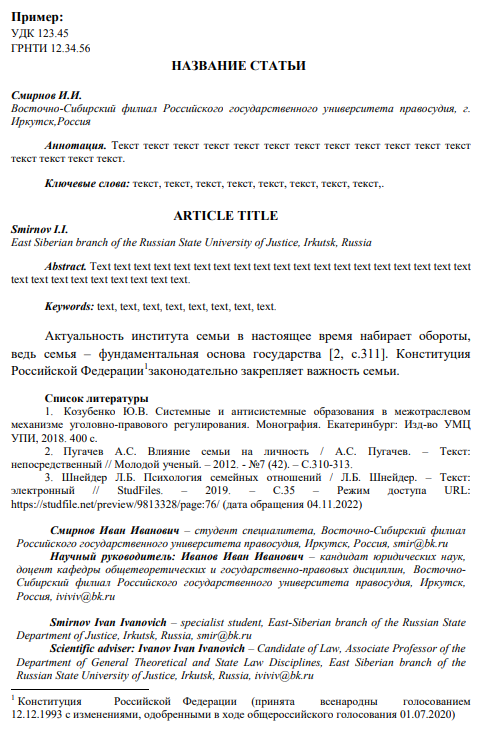 Пример:
УДК 123.45
ГРНТИ 12.34.56
НАЗВАНИЕ СТАТЬИ
Смирнов И.И.
Восточно-Сибирский филиал Российского государственного университета правосудия, г.
Иркутск,Россия
Аннотация. Текст текст текст текст текст текст текст текст текст текст текст текст
текст текст текст текст.
Ключевые слова: текст, текст, текст, текст, текст, текст, текст, текст,.
ARTICLE TITLE
Smirnov I.I.
East Siberian branch of the Russian State University of Justice, Irkutsk, Russia
Abstract. Text text text text text text text text text text text text text text text text text text
text text text text text text text text text.
Keywords: text, text, text, text, text, text, text, text.
Актуальность института семьи в настоящее время набирает обороты,
ведь семья – фундаментальная основа государства [2, с.311]. Конституция
Российской Федерации1законодательно закрепляет важность семьи.
Список литературы
1. Козубенко Ю.В. Системные и антисистемные образования в межотраслевом
механизме уголовно-правового регулирования. Монография. Екатеринбург: Изд-во УМЦ
УПИ, 2018. 400 с.
2. Пугачев А.С. Влияние семьи на личность / А.С. Пугачев. – Текст:
непосредственный // Молодой ученый. – 2012. - №7 (42). – С.310-313.
3. Шнейдер Л.Б. Психология семейных отношений / Л.Б. Шнейдер. – Текст:
электронный // StudFiles. – 2019. – С.35 – Режим доступа URL:
https://studfile.net/preview/9813328/page:76/ (дата обращения 04.11.2022)
Смирнов Иван Иванович – студент специалитета, Восточно-Сибирский филиал
Российского государственного университета правосудия, Иркутск, Россия, smir@bk.ru
Научный руководитель: Иванов Иван Иванович – кандидат юридических наук,
доцент кафедры общетеоретических и государственно-правовых дисциплин, Восточно-
Сибирский филиал Российского государственного университета правосудия, Иркутск,
Россия, iviviv@bk.ru
Smirnov Ivan Ivanovich – specialist student, East-Siberian branch of the Russian State
Department of Justice, Irkutsk, Russia, smir@bk.ru
Scientific adviser: Ivanov Ivan Ivanovich – Candidate of Law, Associate Professor of the
Department of General Theoretical and State Law Disciplines, East Siberian branch of the
Russian State University of Justice, Irkutsk, Russia, iviviv@bk.ru
1 Конституция Российской Федерации (принята всенародны голосованием
12.12.1993 с изменениями, одобренными в ходе общероссийского голосования 01.07.2020)